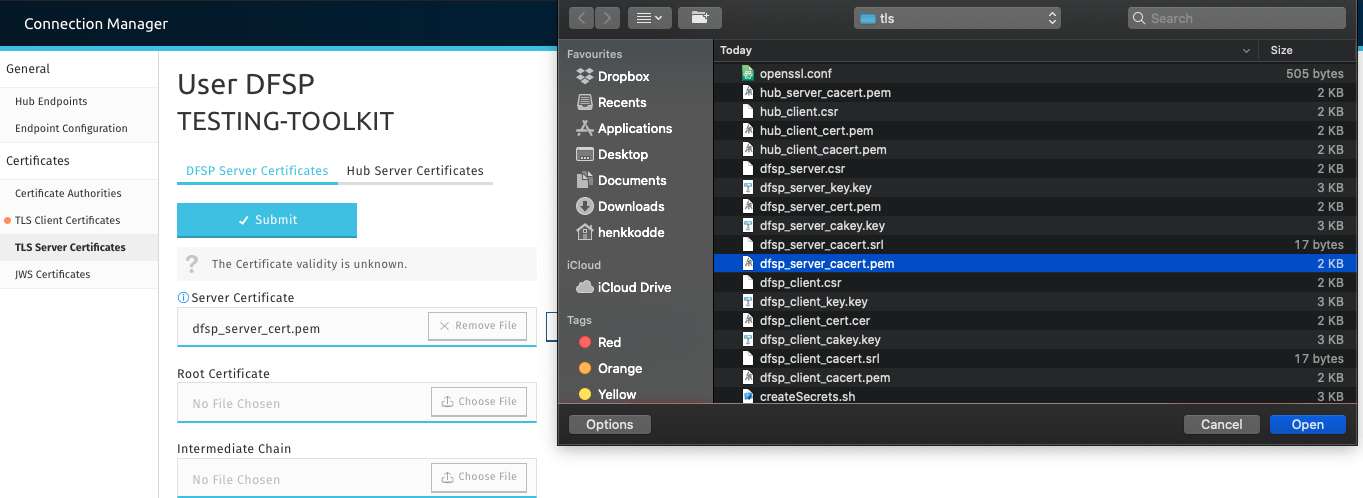 Connection Manager
General
Hub Endpoints
Endpoint Configuration
Certificates
Certificate Authorities
TLS Client Certificates
TLS Server Certificates
JWS Certificates
User DFSP
TESTING-TOOLKIT
DFSP Server Certificates
Hub Server Certificates
Submit
The Certificate validity is unknown.
Server Certificate
dfsp_server_cert.pem
Remove File
Root Certificate
No File Chosen
Choose File
Intermediate Chain
No File Chosen
Choose File
tls
Search
Favourites
Dropbox
Recents
Applications
Desktop
Documents
Downloads
henkkodde
iCloud
iCloud Drive
Tags
Red
Orange
Yellow
Today Size
openssl.conf 505 bytes
hub_server_cacert.pem 2 KB
hub_client.csr 2 KB
hub_client_cert.pem 2 KB
hub_client_cacert.pem 2 KB
dfsp_server.csr 2 KB
dfsp_server_key.key 3 KB
dfsp_server_cert.pem 2 KB
dfsp_server_cakey.key 3 KB
dfsp_server_cacert.srl 17 bytes
dfsp_server_cacert.pem 2 KB
dfsp_client.csr 2 KB
dfsp_client_key.key 3 KB
dfsp_client_cert.cer 2 KB
dfsp_client_cakey.key 3 KB
dfsp_client_cacert.srl 17 bytes
dfsp_client_cacert.pem 2 KB
createSecrets.sh 3 KB
Options
Cancel
Open